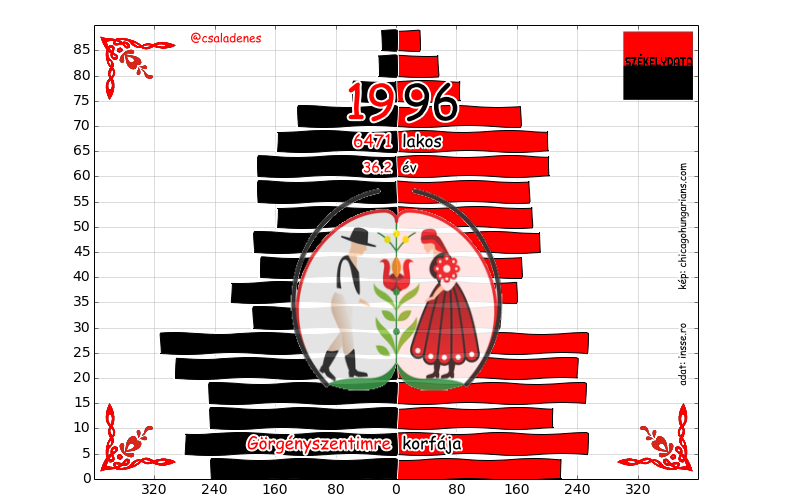 @csaladenes
SZÉKELYDATA
1996
6471 lakos
36.2 év
kép: chicagohungarians.com
adat: insse.ro
Görgényszentimre korfája
85
80
75
70
65
60
55
50
45
40
35
30
25
20
15
10
5
0
320 240 160 80 0 80 160 240 320